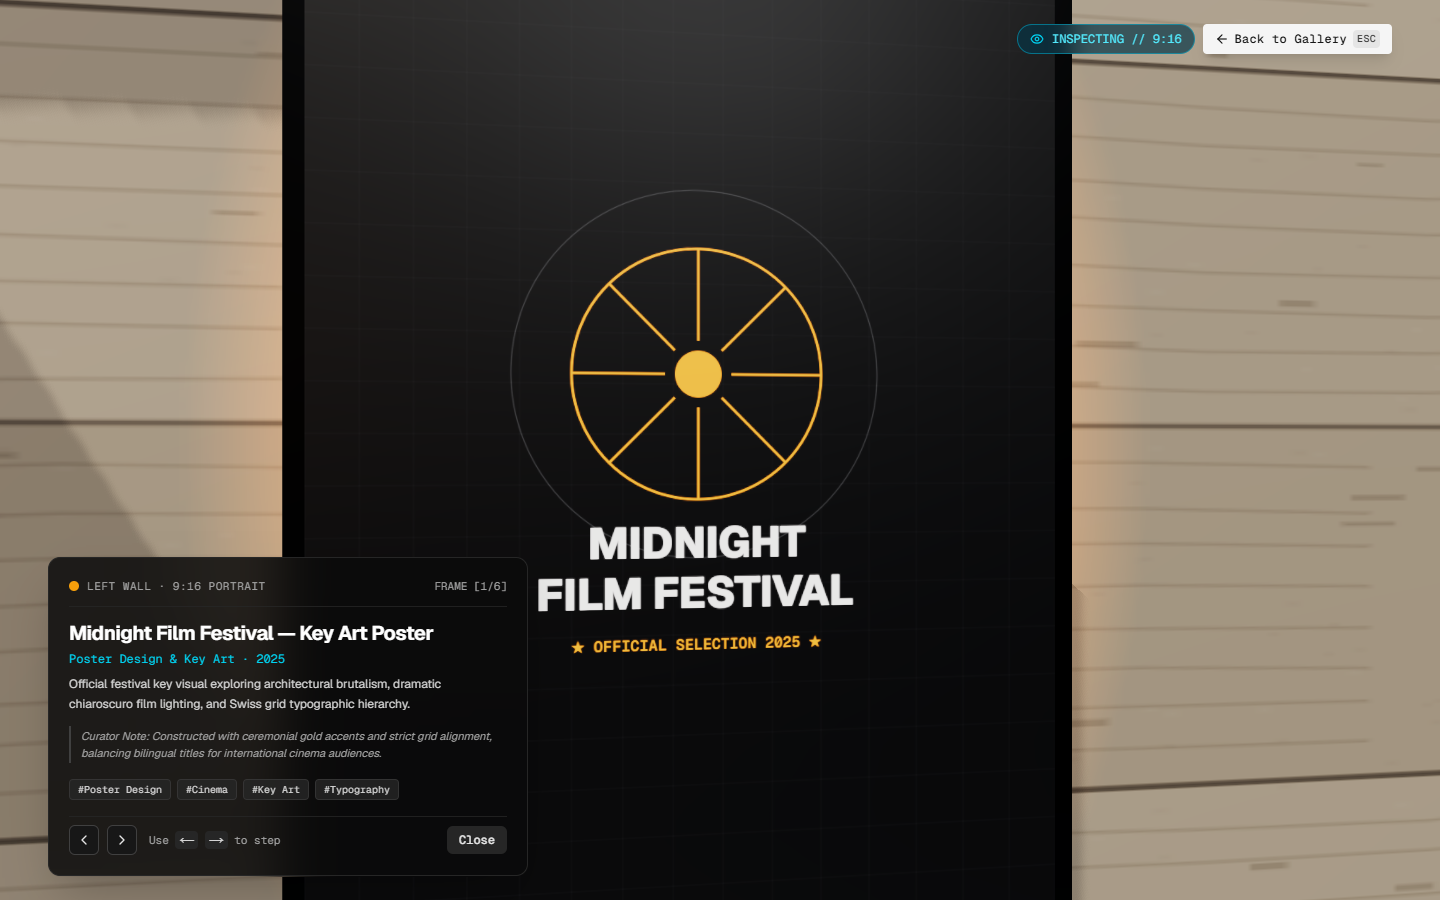 INSPECTING // 9:16
← Back to Gallery ESC
MIDNIGHT
FILM FESTIVAL
★ OFFICIAL SELECTION 2025 ★
LEFT WALL · 9:16 PORTRAIT
FRAME [1/6]
Midnight Film Festival — Key Art Poster
Poster Design & Key Art · 2025
Official festival key visual exploring architectural brutalism, dramatic
chiaroscuro film lighting, and Swiss grid typographic hierarchy.
Curator Note: Constructed with ceremonial gold accents and strict grid alignment,
balancing bilingual titles for international cinema audiences.
#Poster Design #Cinema #Key Art #Typography
Use ← → to step
Close